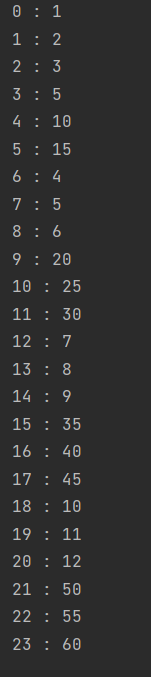 0 : 1
1 : 2
2 : 3
3 : 5
4 : 10
5 : 15
6 : 4
7 : 5
8 : 6
9 : 20
10 : 25
11 : 30
12 : 7
13 : 8
14 : 9
15 : 35
16 : 40
17 : 45
18 : 10
19 : 11
20 : 12
21 : 50
22 : 55
23 : 60